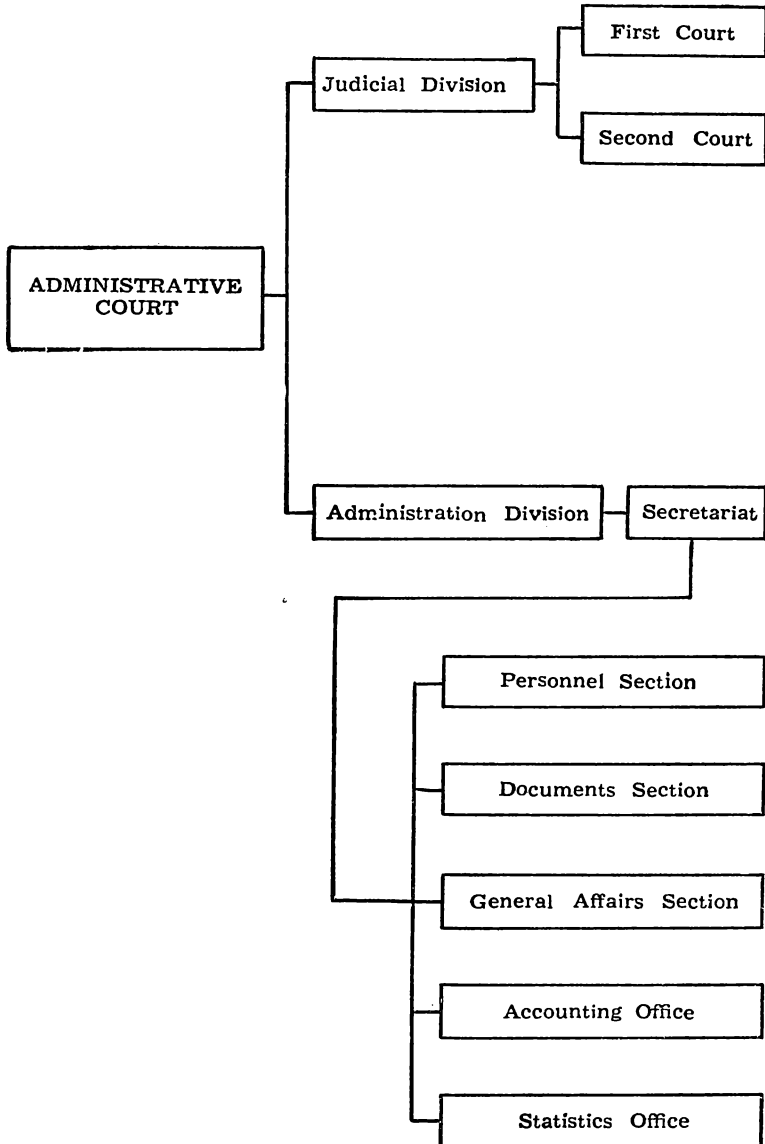 First Court
Judicial Division
Second Court
ADMINISTRATIVE
COURT
Administration Division
Secretariat
Personnel Section
Documents Section
General Affairs Section
Accounting Office
Statistics Office